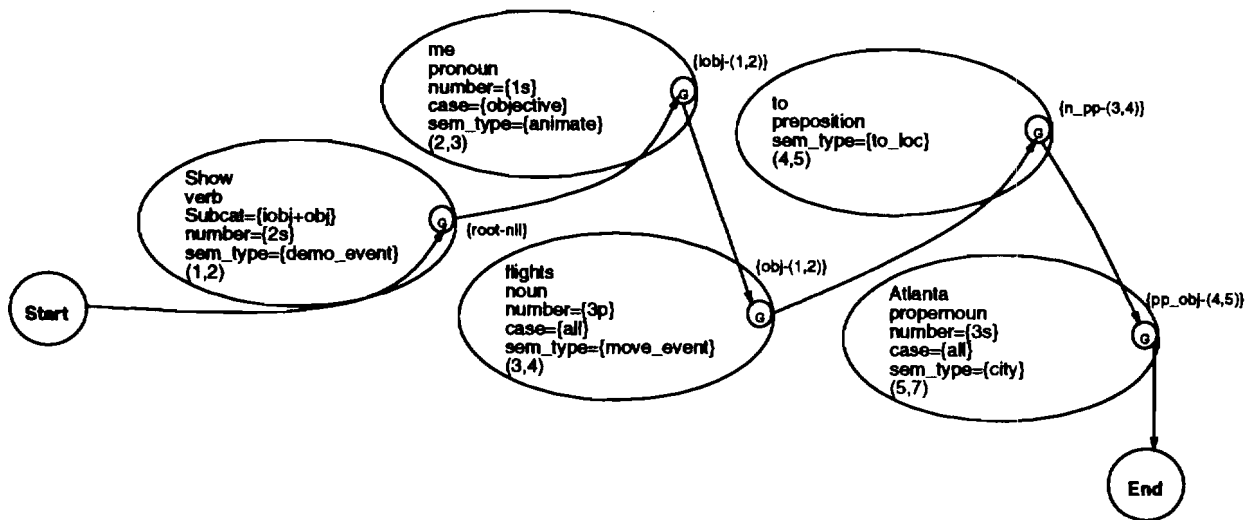 me
pronoun
number={1s}
case={objective}
sem_type={animate}
(2,3)
G
{iobj-(1,2)}
to
preposition
sem_type={to_loc}
(4,5)
G
{n_pp-(3,4)}
Show
verb
Subcat={iobj+obj}
number={2s}
sem_type={demo_event}
(1,2)
G
{root-nil}
Start
flights
noun
number={3p}
case={all}
sem_type={move_event}
(3,4)
G
{obj-(1,2)}
Atlanta
propernoun
number={3s}
case={all}
sem_type={city}
(5,7)
G
{pp_obj-(4,5)}
End